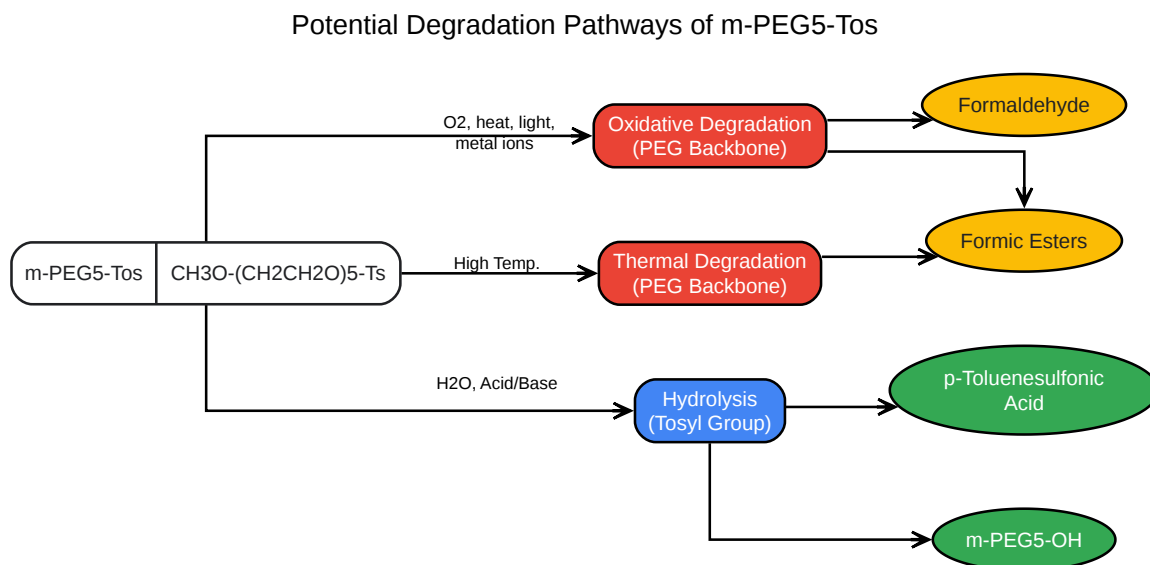 Potential Degradation Pathways of m-PEG5-Tos
O2, heat, light,
metal ions
Oxidative Degradation
(PEG Backbone)
Formaldehyde
Formic Esters
m-PEG5-Tos
CH3O-(CH2CH2O)5-Ts
High Temp.
Thermal Degradation
(PEG Backbone)
H2O, Acid/Base
Hydrolysis
(Tosyl Group)
p-Toluenesulfonic
Acid
m-PEG5-OH